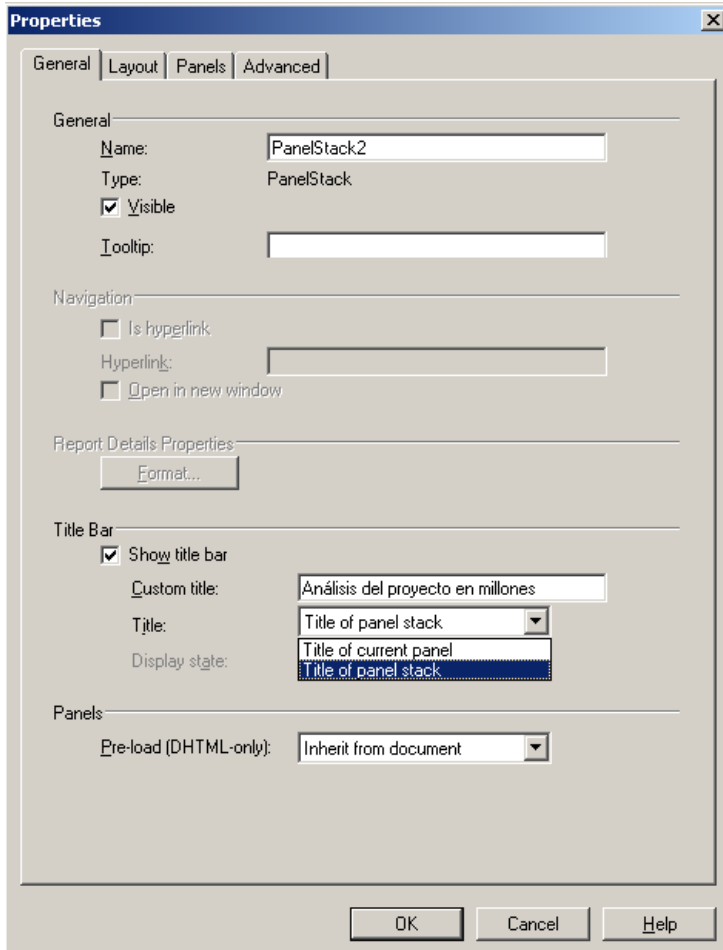 Properties
General Layout Panels Advanced
General
Name: PanelStack2
Type: PanelStack
Visible
Tooltip:
Navigation
Is hyperlink
Hyperlink:
Open in new window
Report Details Properties
Format...
Title Bar
Show title bar
Custom title: Análisis del proyecto en millones
Title: Title of panel stack
Title of current panel
Display state: Title of panel stack
Panels
Pre-load (DHTML-only): Inherit from document
OK Cancel Help